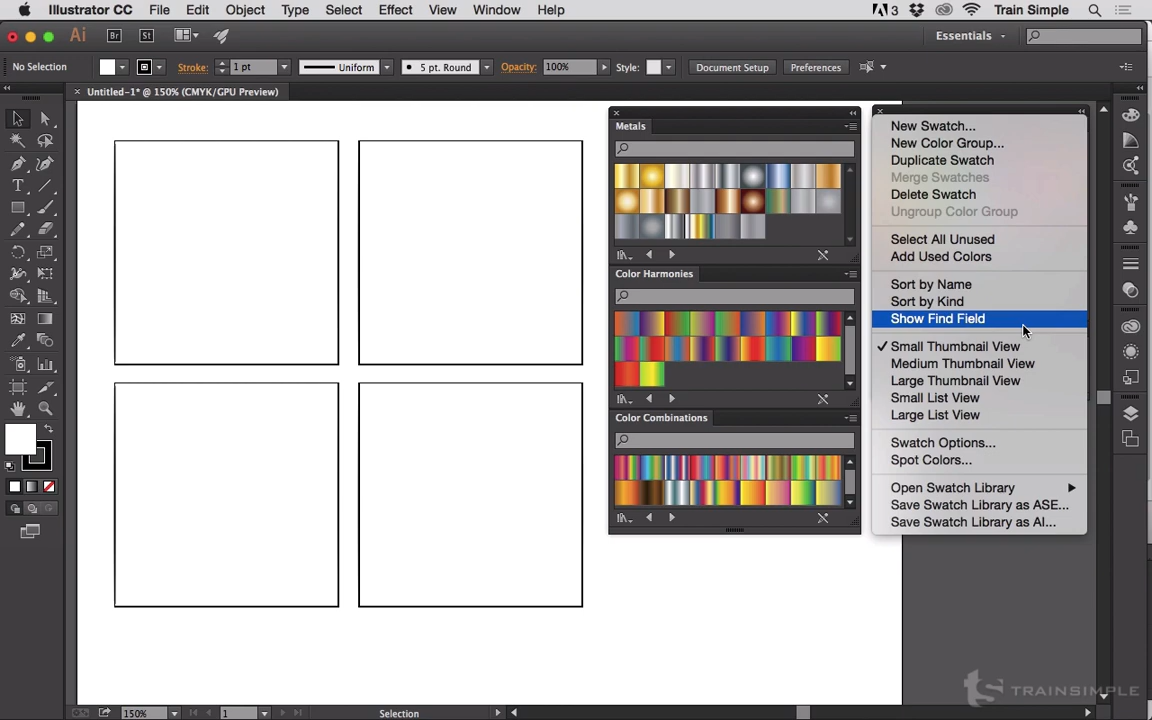 Illustrator CC File Edit Object Type Select Effect View Window Help 3 Train Simple
Ai Br St Essentials
No Selection Stroke: 1 pt Uniform 5 pt. Round Opacity: 100% Style: Document Setup Preferences
Untitled-1* @ 150% (CMYK/GPU Preview)
Metals
Color Harmonies
Color Combinations
New Swatch...
New Color Group...
Duplicate Swatch
Merge Swatches
Delete Swatch
Ungroup Color Group
Select All Unused
Add Used Colors
Sort by Name
Sort by Kind
Show Find Field
Small Thumbnail View
Medium Thumbnail View
Large Thumbnail View
Small List View
Large List View
Swatch Options...
Spot Colors...
Open Swatch Library
Save Swatch Library as ASE...
Save Swatch Library as AI...
ts TRAINSIMPLE
150% 1 Selection